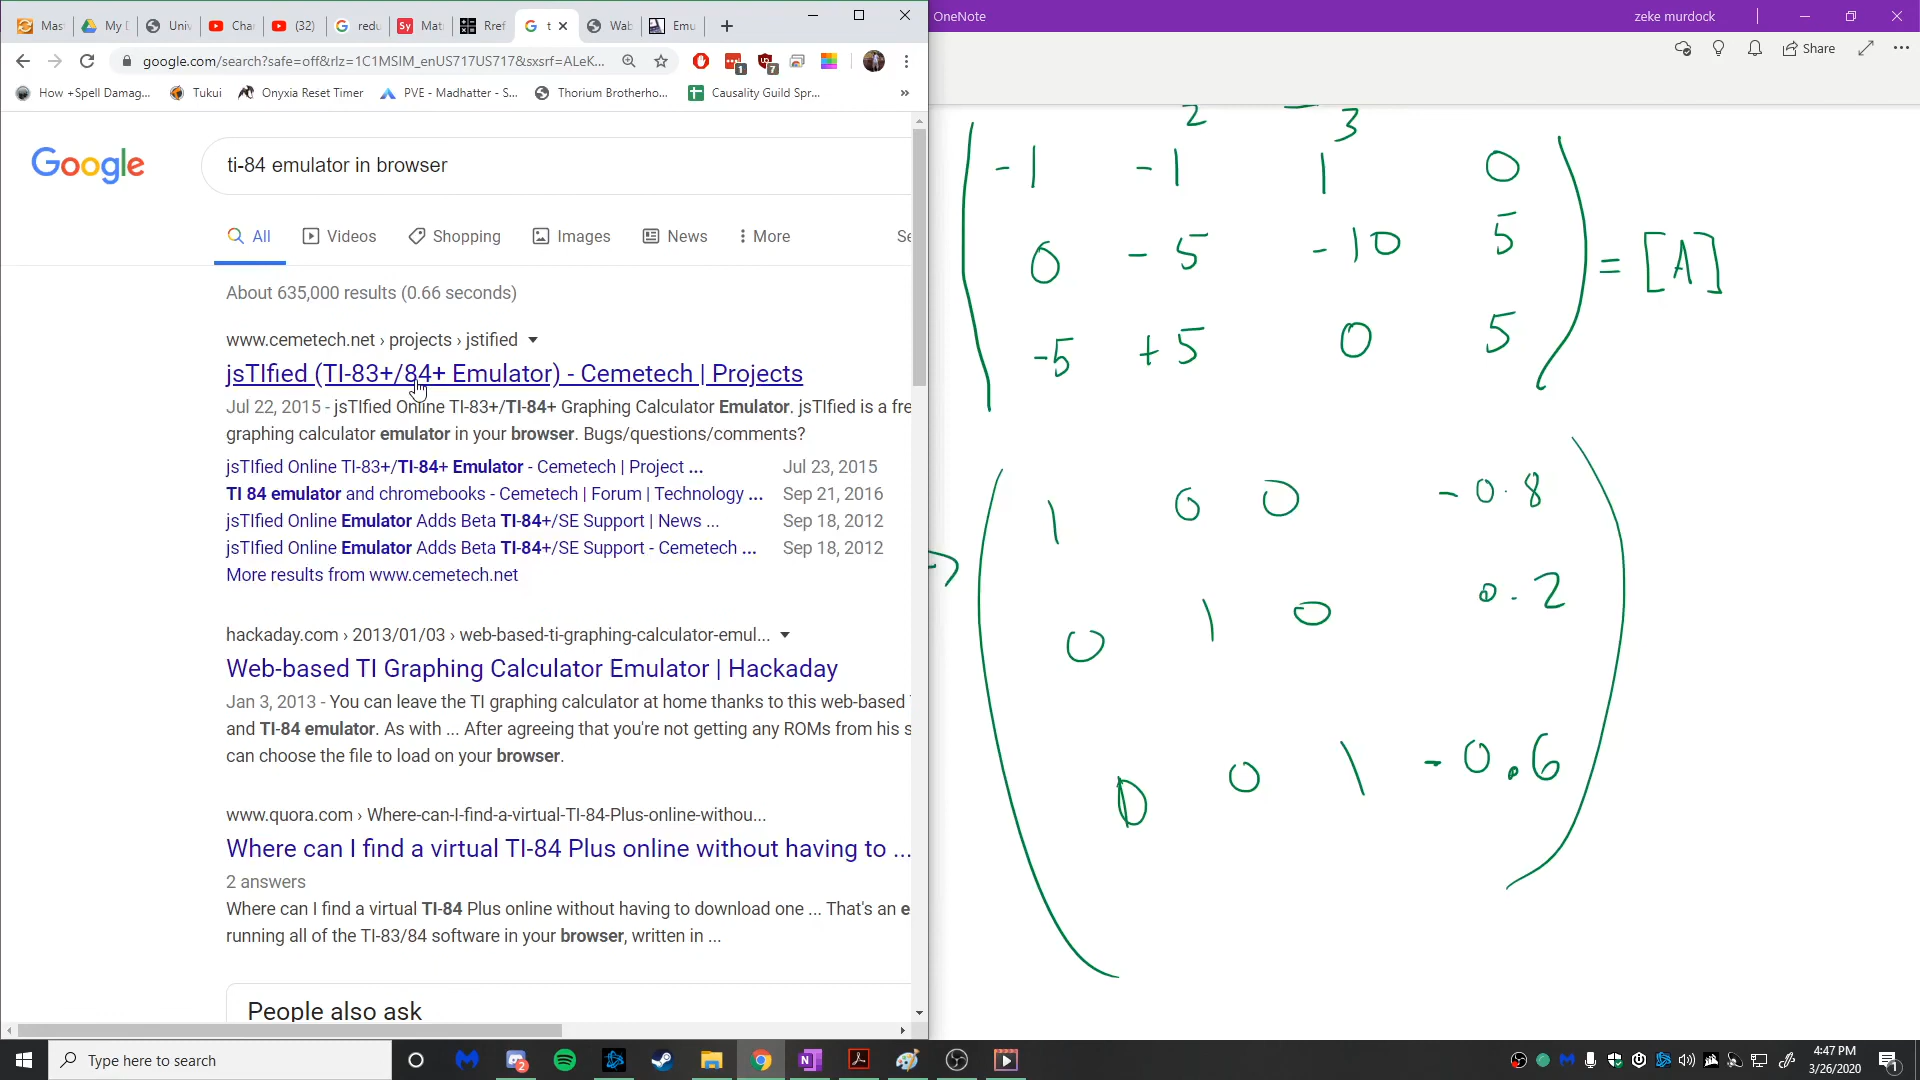 Mast
My D
Univ
Cha
(32)
redu
Mat
Rref
t
Wab
Emu
OneNote
zeke murdock
google.com/search?safe=off&rlz=1C1MSIM_enUS717US717&sxsrf=ALeK...
1
7
Share
How +Spell Damag...
Tukui
Onyxia Reset Timer
PVE - Madhatter - S...
Thorium Brotherho...
Causality Guild Spr...
»
Google
ti-84 emulator in browser
All
Videos
Shopping
Images
News
More
Se
About 635,000 results (0.66 seconds)
www.cemetech.net › projects › jstified
jsTIfied (TI-83+/84+ Emulator) - Cemetech | Projects
Jul 22, 2015 - jsTIfied Online TI-83+/TI-84+ Graphing Calculator Emulator. jsTIfied is a fre
graphing calculator emulator in your browser. Bugs/questions/comments?
jsTIfied Online TI-83+/TI-84+ Emulator - Cemetech | Project ... Jul 23, 2015
TI 84 emulator and chromebooks - Cemetech | Forum | Technology ... Sep 21, 2016
jsTIfied Online Emulator Adds Beta TI-84+/SE Support | News ... Sep 18, 2012
jsTIfied Online Emulator Adds Beta TI-84+/SE Support - Cemetech ... Sep 18, 2012
More results from www.cemetech.net
hackaday.com › 2013/01/03 › web-based-ti-graphing-calculator-emul...
Web-based TI Graphing Calculator Emulator | Hackaday
Jan 3, 2013 - You can leave the TI graphing calculator at home thanks to this web-based
and TI-84 emulator. As with ... After agreeing that you're not getting any ROMs from his s
can choose the file to load on your browser.
www.quora.com › Where-can-I-find-a-virtual-TI-84-Plus-online-withou...
Where can I find a virtual TI-84 Plus online without having to ...
2 answers
Where can I find a virtual TI-84 Plus online without having to download one ... That's an e
running all of the TI-83/84 software in your browser, written in ...
People also ask
2 3
-1 -1 1 0
0 -5 -10 5 = [A]
-5 +5 0 5
1 0 0 -0.8
0 1 0 0.2
0 0 1 -0.6
Type here to search
2
4:47 PM
3/26/2020
1